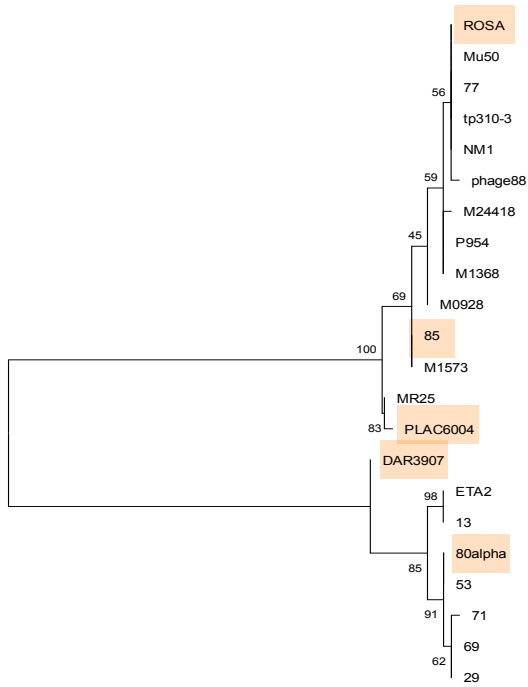 ROSA
Mu50
77
56
tp310-3
NM1
phage88
59
M24418
45
P954
M1368
69
M0928
85
100
M1573
MR25
83
PLAC6004
DAR3907
98
ETA2
13
80alpha
85
53
91
71
69
62
29